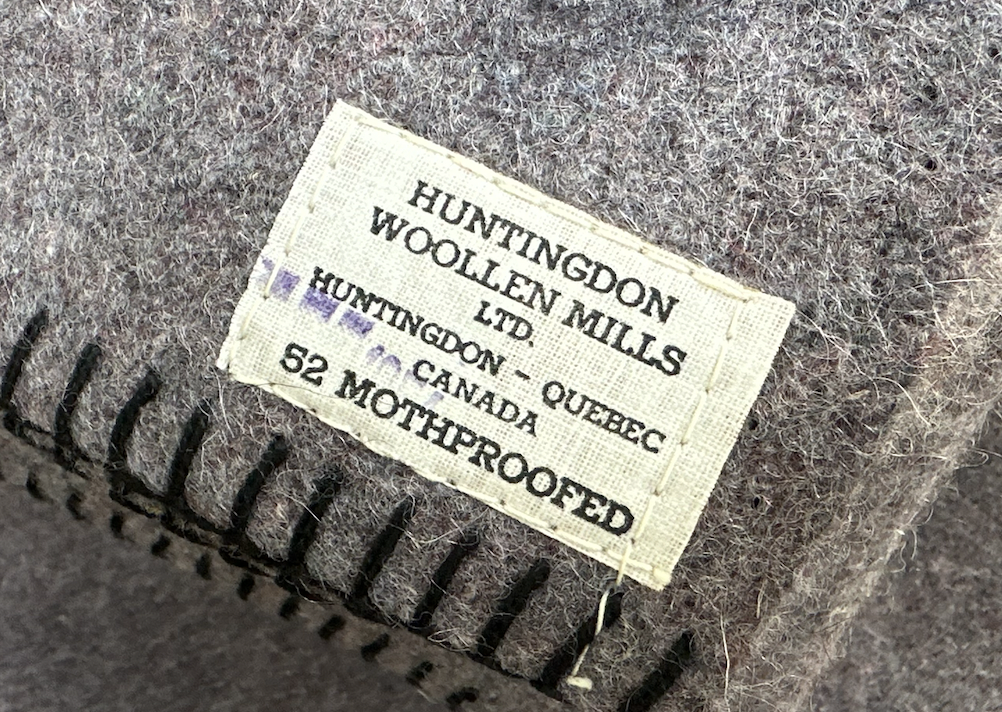 HUNTINGDON
WOOLLEN MILLS
LTD.
HUNTINGDON - QUEBEC
CANADA
52 MOTHPROOFED